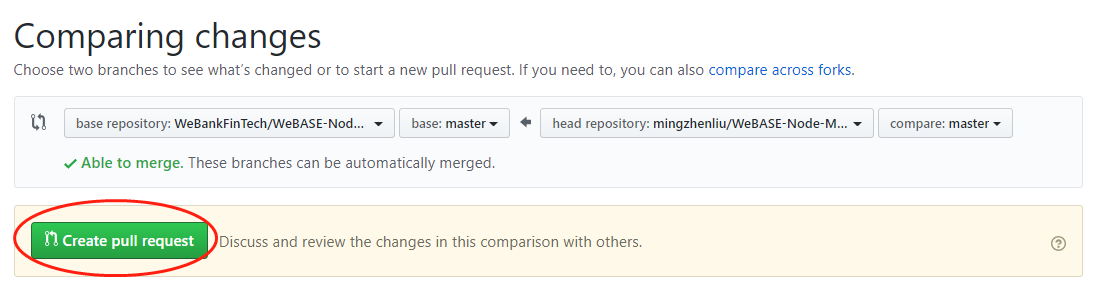 Comparing changes
Choose two branches to see what's changed or to start a new pull request. If you need to, you can also compare across forks.
base repository: WeBankFinTech/WeBASE-Nod... base: master head repository: mingzhenliu/WeBASE-Node-M... compare: master
Able to merge. These branches can be automatically merged.
Create pull request Discuss and review the changes in this comparison with others.